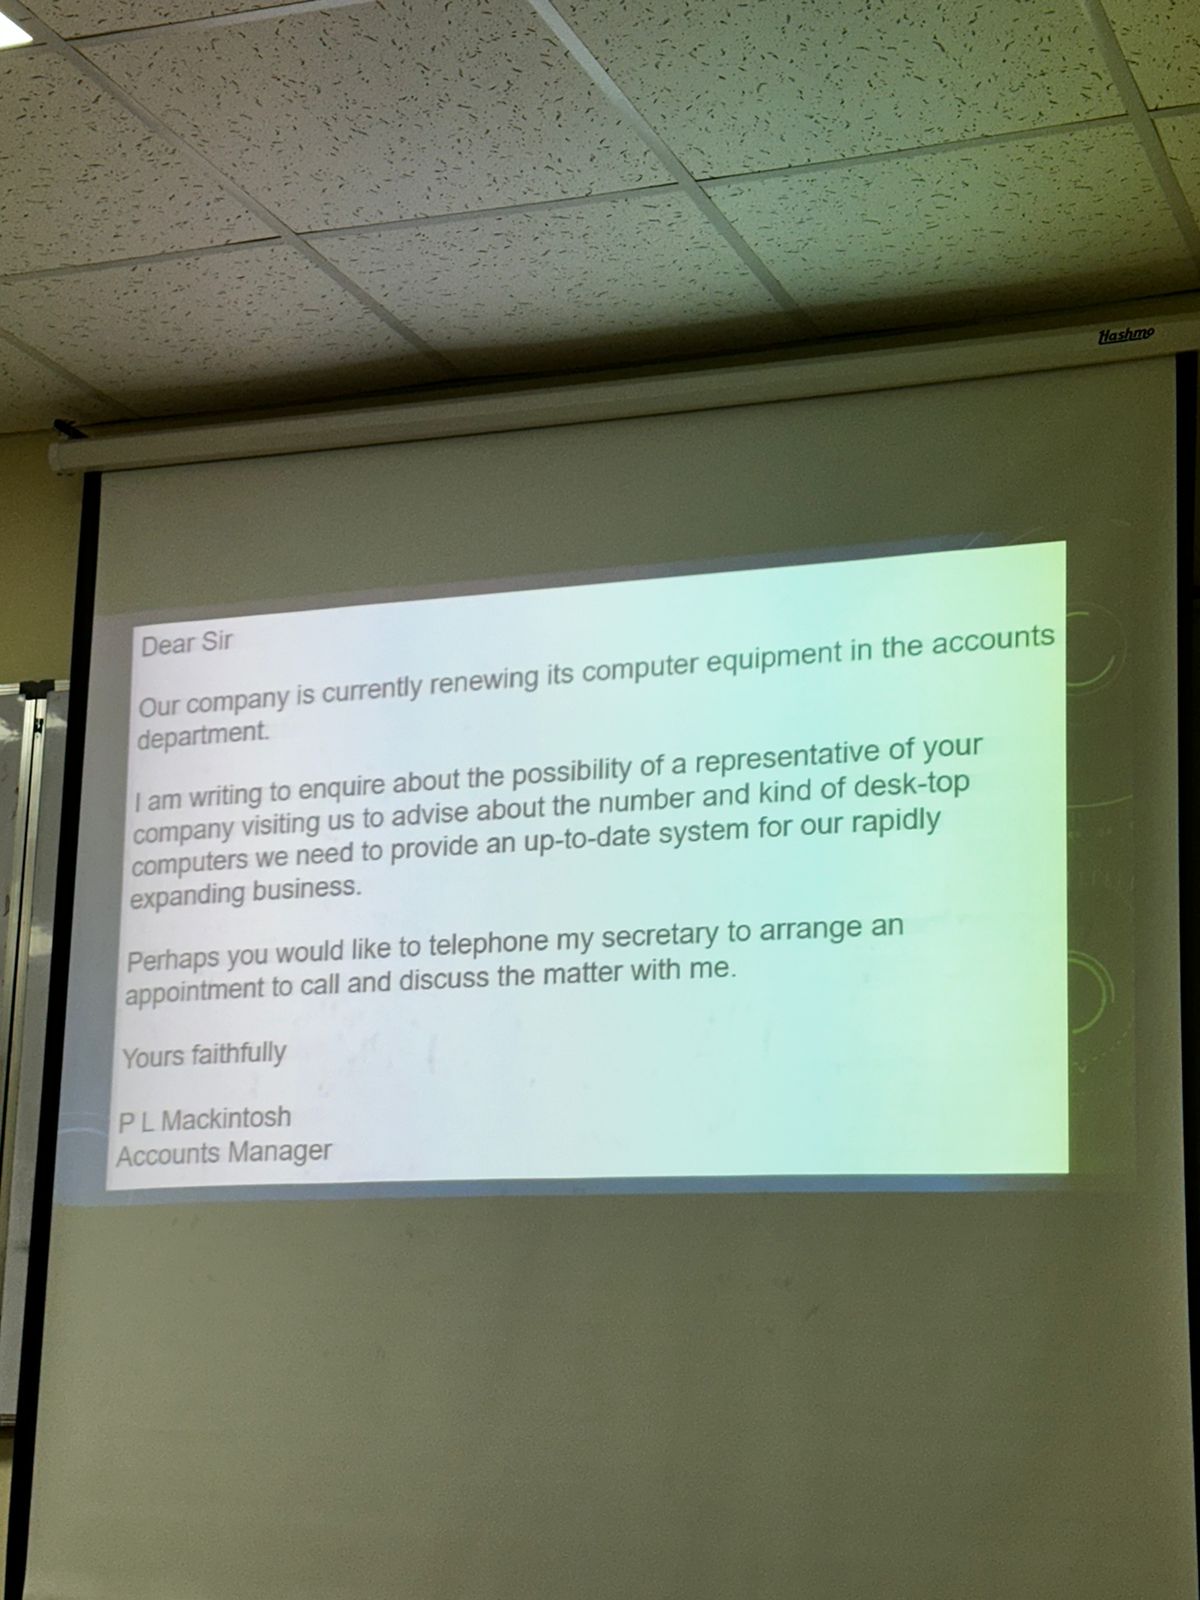 Hashmo
Dear Sir
Our company is currently renewing its computer equipment in the accounts
department.
I am writing to enquire about the possibility of a representative of your
company visiting us to advise about the number and kind of desk-top
computers we need to provide an up-to-date system for our rapidly
expanding business.
Perhaps you would like to telephone my secretary to arrange an
appointment to call and discuss the matter with me.
Yours faithfully
P L Mackintosh
Accounts Manager